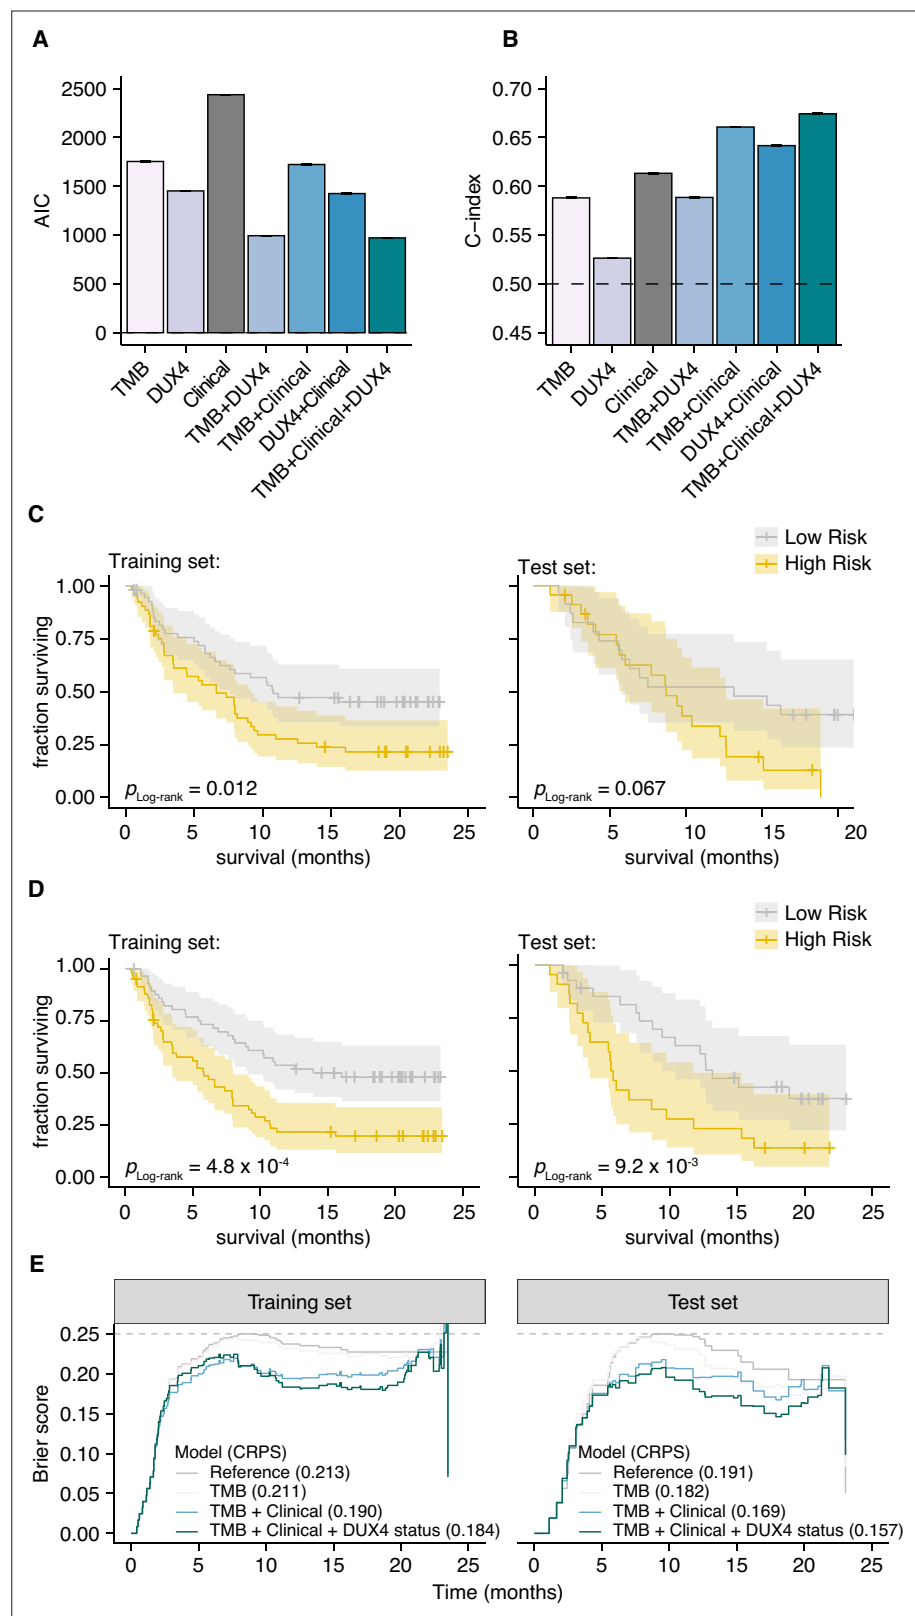 A
B
2500
2000
1500
1000
500
0
AIC
TMB
DUX4
Clinical
TMB+DUX4
TMB+Clinical
DUX4+Clinical
TMB+Clinical+DUX4
0.70
0.65
0.60
0.55
0.50
0.45
C−index
TMB
DUX4
Clinical
TMB+DUX4
TMB+Clinical
DUX4+Clinical
TMB+Clinical+DUX4
C
Low Risk
High Risk
Training set:
Test set:
1.00
0.75
0.50
0.25
0.00
fraction surviving
pLog-rank = 0.012
pLog-rank = 0.067
0 5 10 15 20 25
0 5 10 15 20
survival (months)
survival (months)
D
Low Risk
High Risk
Training set:
Test set:
1.00
0.75
0.50
0.25
0.00
fraction surviving
pLog-rank = 4.8 x 10-4
pLog-rank = 9.2 x 10-3
0 5 10 15 20 25
0 5 10 15 20 25
survival (months)
survival (months)
E
Training set
Test set
0.25
0.20
0.15
0.10
0.05
0.00
Brier score
Model (CRPS)
Reference (0.213)
TMB (0.211)
TMB + Clinical (0.190)
TMB + Clinical + DUX4 status (0.184)
Model (CRPS)
Reference (0.191)
TMB (0.182)
TMB + Clinical (0.169)
TMB + Clinical + DUX4 status (0.157)
0 5 10 15 20 25
0 5 10 15 20 25
Time (months)